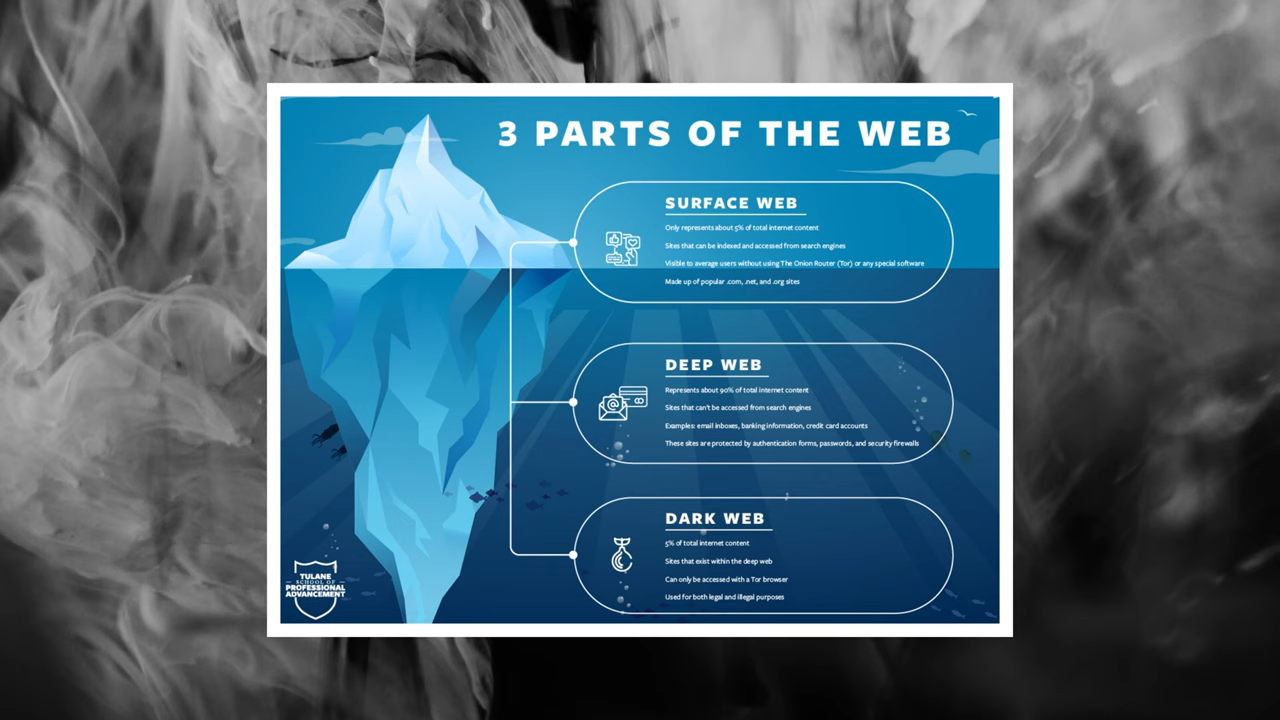 3 PARTS OF THE WEB
SURFACE WEB
Only represents about 5% of total internet content
Sites that can be indexed and accessed from search engines
Visible to average users without using The Onion Router (Tor) or any special software
Made up of popular .com, .net, and .org sites
DEEP WEB
Represents about 90% of total internet content
Sites that can't be accessed from search engines
Examples: email inboxes, banking information, credit card accounts
These sites are protected by authentication forms, passwords, and security firewalls
DARK WEB
5% of total internet content
Sites that exist within the deep web
Can only be accessed with a Tor browser
Used for both legal and illegal purposes
TULANE
SCHOOL OF
PROFESSIONAL
ADVANCEMENT